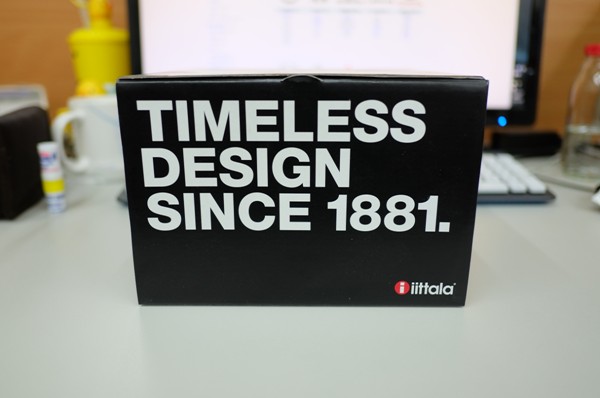 TIMELESS
DESIGN
SINCE 1881.
i iittala